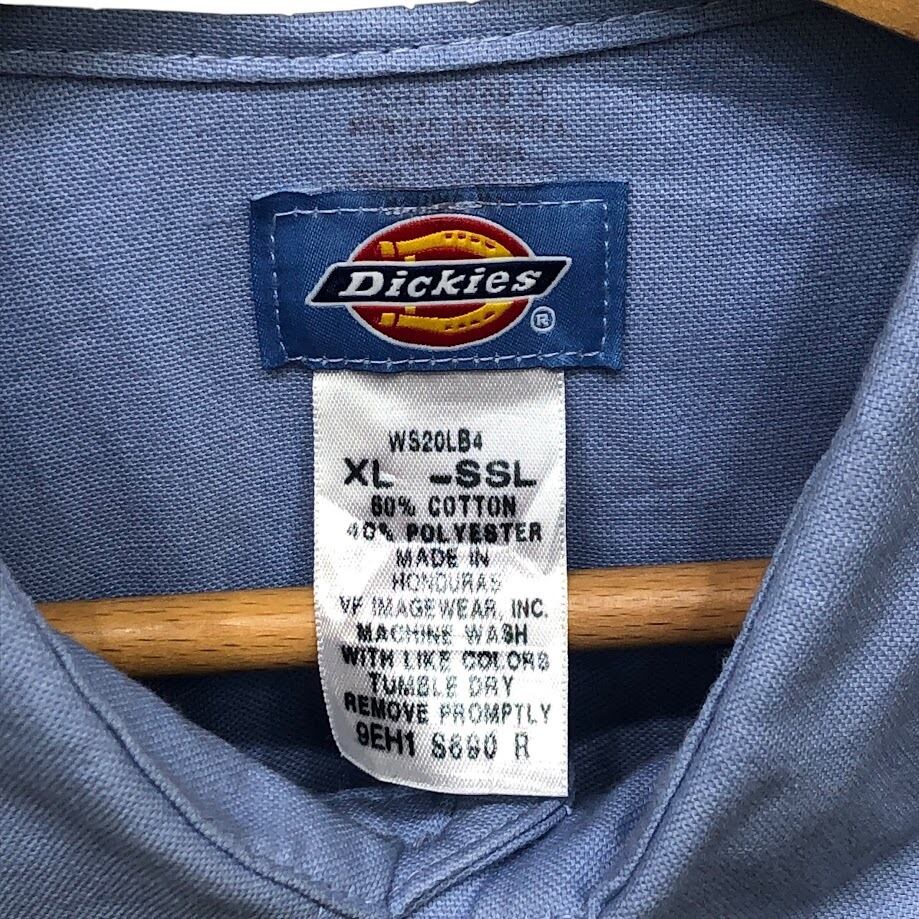 Dickies
®
WS20LB4
XL -SSL
60% COTTON
40% POLYESTER
MADE IN
HONDURAS
VF IMAGEWEAR, INC.
MACHINE WASH
WITH LIKE COLORS
TUMBLE DRY
REMOVE PROMPTLY
9EH1 S690 R